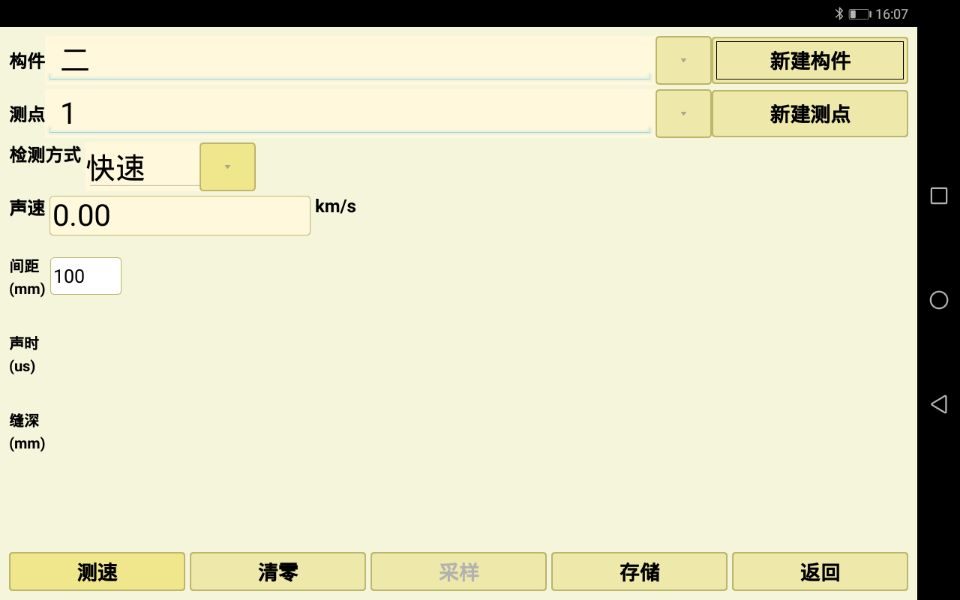 16:07
构件 二 新建构件
测点 1 新建测点
检测方式 快速
声速 0.00 km/s
间距
(mm) 100
声时
(us)
缝深
(mm)
测速 清零 采样 存储 返回